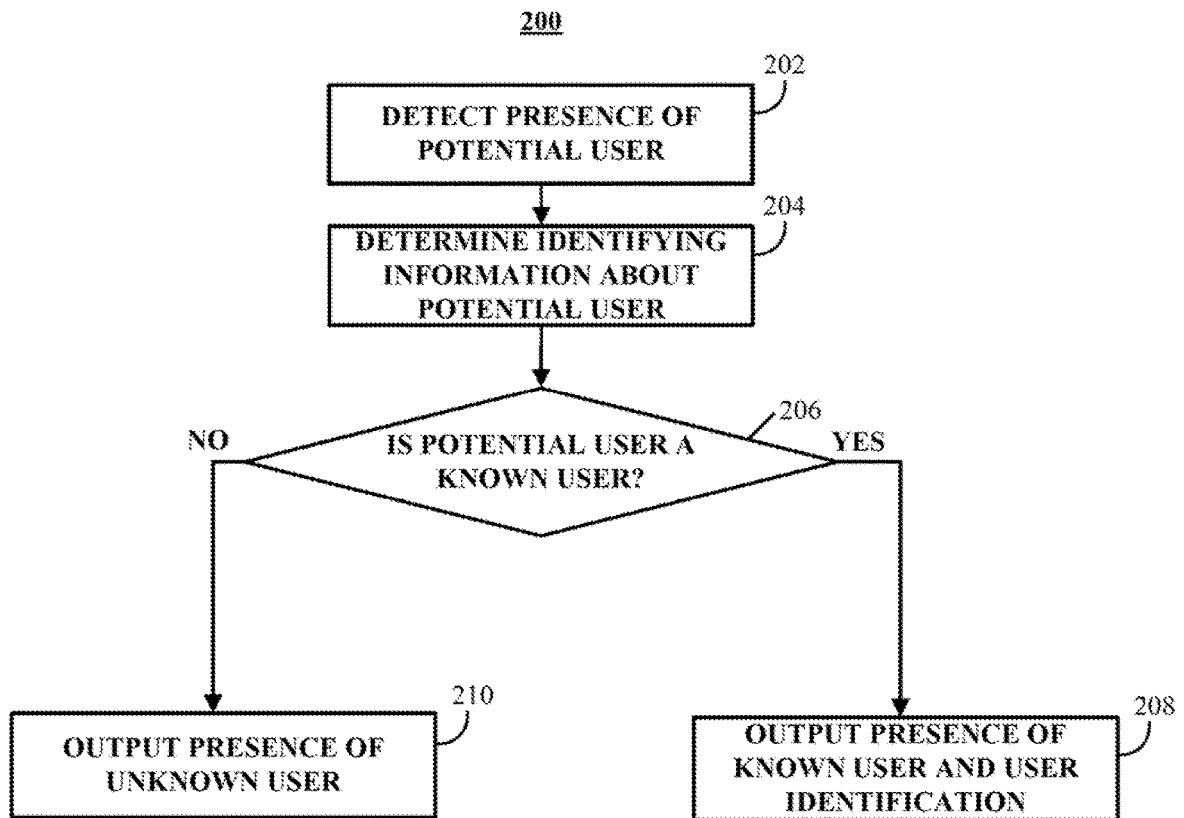 200
202
DETECT PRESENCE OF
POTENTIAL USER
204
DETERMINE IDENTIFYING
INFORMATION ABOUT
POTENTIAL USER
206
NO
IS POTENTIAL USER A
KNOWN USER?
YES
210
OUTPUT PRESENCE OF
UNKNOWN USER
208
OUTPUT PRESENCE OF
KNOWN USER AND USER
IDENTIFICATION